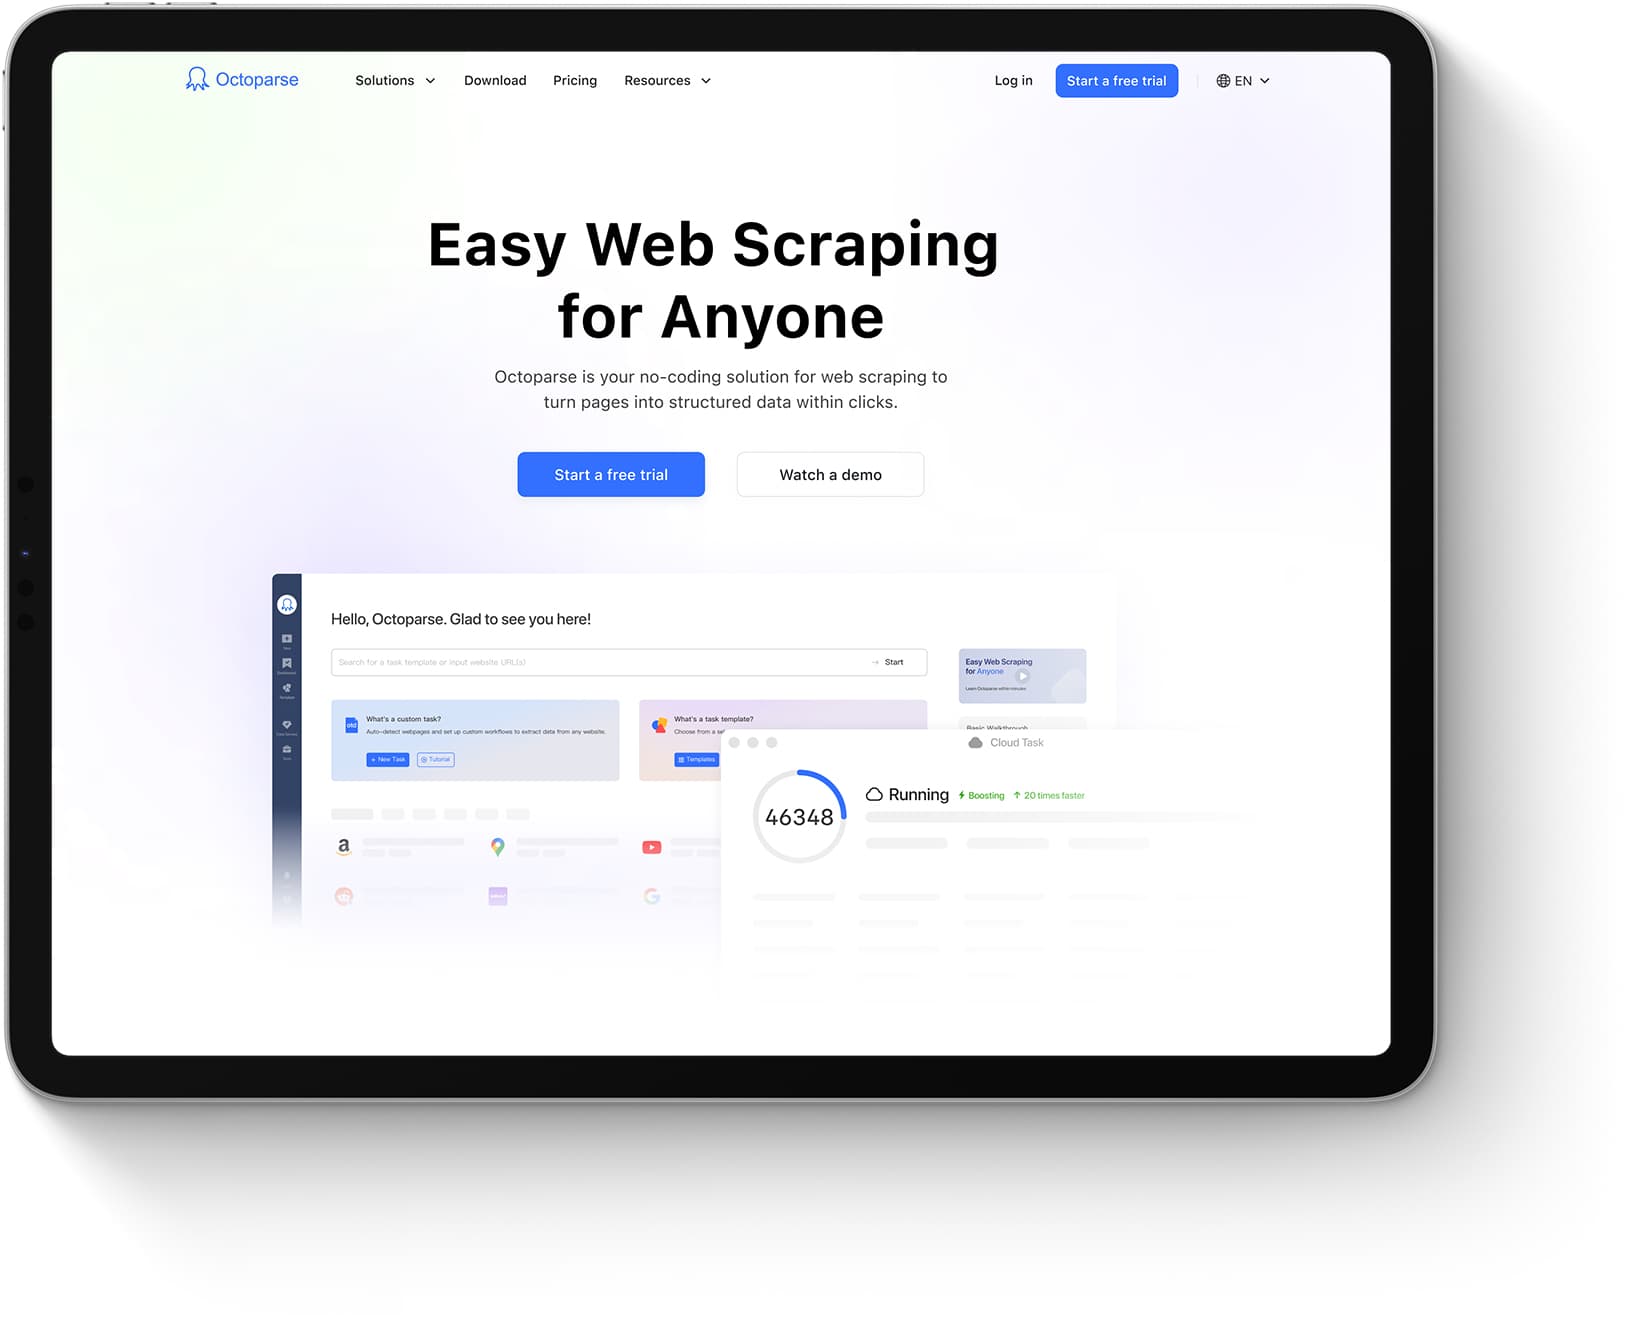 Octoparse
Solutions
Download
Pricing
Resources
Log in
Start a free trial
EN
Easy Web Scraping
for Anyone
Octoparse is your no-coding solution for web scraping to
turn pages into structured data within clicks.
Start a free trial
Watch a demo
Hello, Octoparse. Glad to see you here!
Search for a task template or input website URL(s)
→ Start
Easy Web Scraping
for Anyone
Learn Octoparse within minutes
What's a custom task?
Auto-detect webpages and set up custom workflows to extract data from any website.
+ New Task
Tutorial
What's a task template?
Choose from a
Templates
Basic Walkthrough
Cloud Task
46348
Running
Boosting
↑ 20 times faster